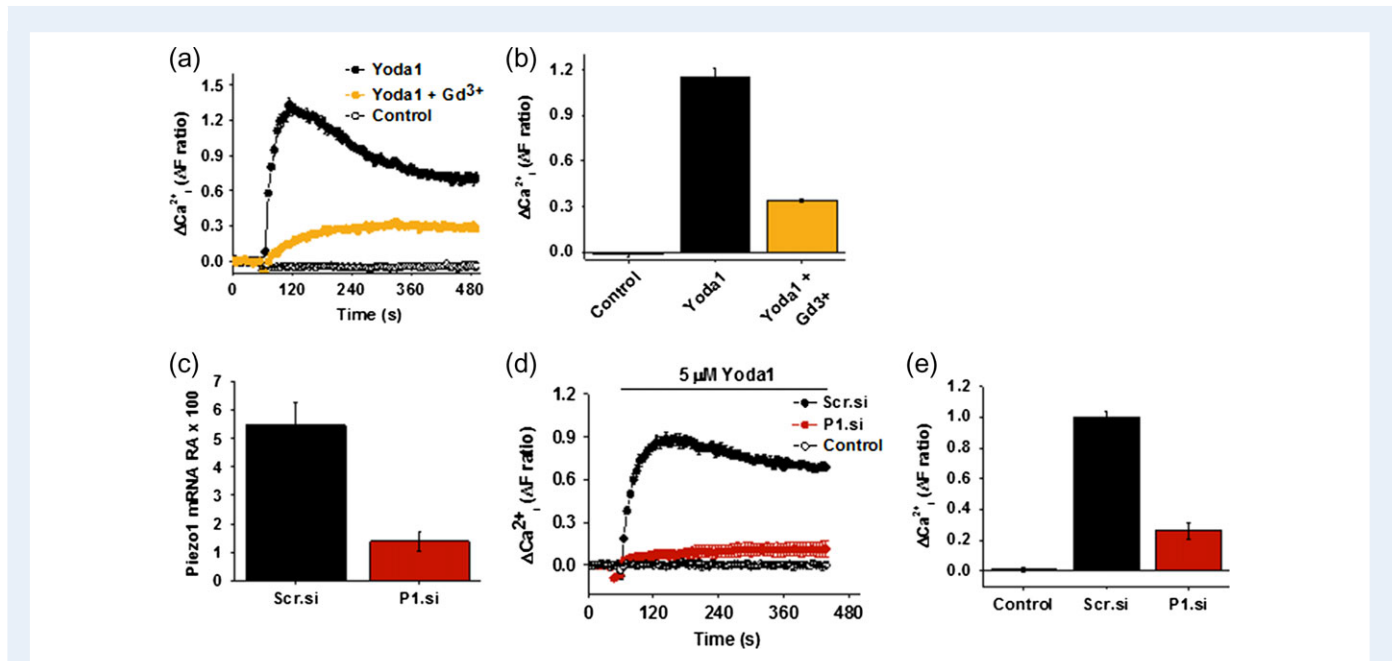 (a)
Yoda1
Yoda1 + Gd³⁺
Control
ΔCa²⁺ᵢ (ΔF ratio)
1.5
1.2
0.9
0.6
0.3
0.0
0 120 240 360 480
Time (s)
(b)
ΔCa²⁺ᵢ (ΔF ratio)
1.2
0.9
0.3
0.0
Control
Yoda1
Yoda1 +
Gd3+
(c)
Piezo1 mRNA RA x 100
7
6
5
4
3
2
1
0
Scr.si P1.si
(d)
5 µM Yoda1
Scr.si
P1.si
Control
ΔCa2+ᵢ (ΔF ratio)
1.2
0.9
0.6
0.3
0.0
0 120 240 360 480
Time (s)
(e)
ΔCa²⁺ᵢ (ΔF ratio)
1.2
1.0
0.8
0.6
0.4
0.2
0.0
Control Scr.si P1.si